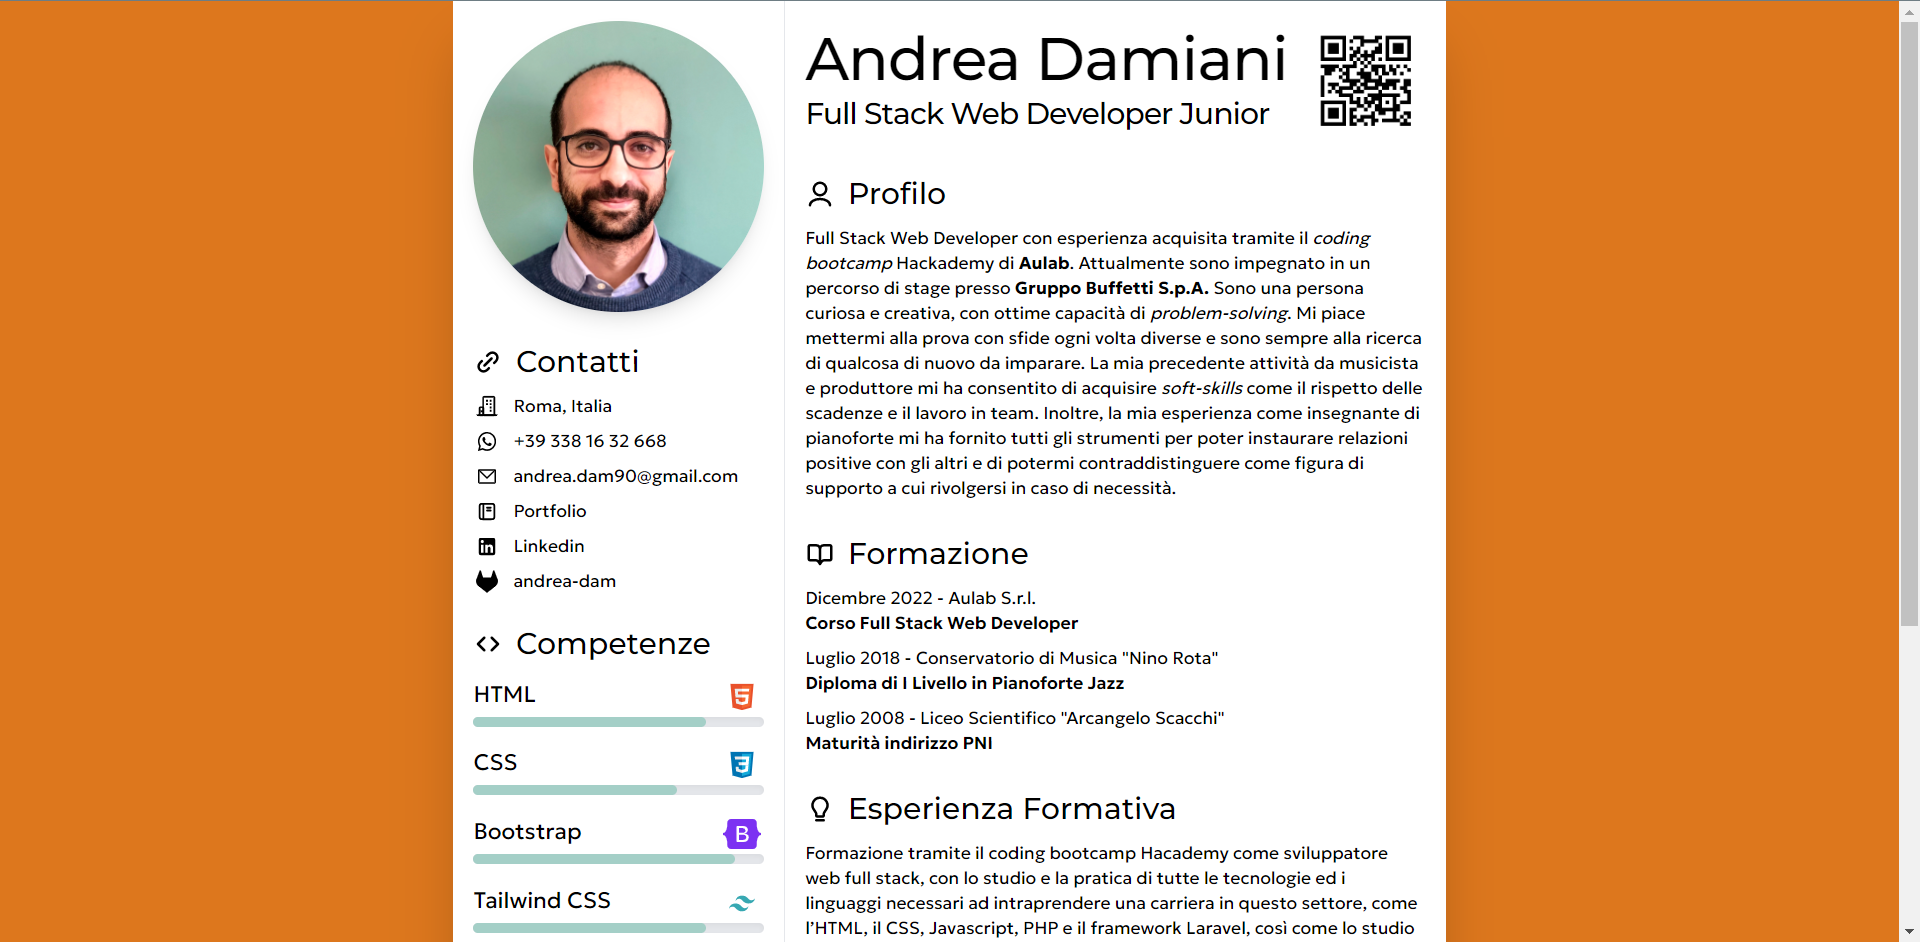 Andrea Damiani
Full Stack Web Developer Junior
Contatti
Roma, Italia
+39 338 16 32 668
andrea.dam90@gmail.com
Portfolio
Linkedin
andrea-dam
Competenze
HTML
CSS
Bootstrap
B
Tailwind CSS
Profilo
Full Stack Web Developer con esperienza acquisita tramite il coding
bootcamp Hackademy di Aulab. Attualmente sono impegnato in un
percorso di stage presso Gruppo Buffetti S.p.A. Sono una persona
curiosa e creativa, con ottime capacità di problem-solving. Mi piace
mettermi alla prova con sfide ogni volta diverse e sono sempre alla ricerca
di qualcosa di nuovo da imparare. La mia precedente attività da musicista
e produttore mi ha consentito di acquisire soft-skills come il rispetto delle
scadenze e il lavoro in team. Inoltre, la mia esperienza come insegnante di
pianoforte mi ha fornito tutti gli strumenti per poter instaurare relazioni
positive con gli altri e di potermi contraddistinguere come figura di
supporto a cui rivolgersi in caso di necessità.
Formazione
Dicembre 2022 - Aulab S.r.l.
Corso Full Stack Web Developer
Luglio 2018 - Conservatorio di Musica "Nino Rota"
Diploma di I Livello in Pianoforte Jazz
Luglio 2008 - Liceo Scientifico "Arcangelo Scacchi"
Maturità indirizzo PNI
Esperienza Formativa
Formazione tramite il coding bootcamp Hacademy come sviluppatore
web full stack, con lo studio e la pratica di tutte le tecnologie ed i
linguaggi necessari ad intraprendere una carriera in questo settore, come
l'HTML, il CSS, Javascript, PHP e il framework Laravel, così come lo studio